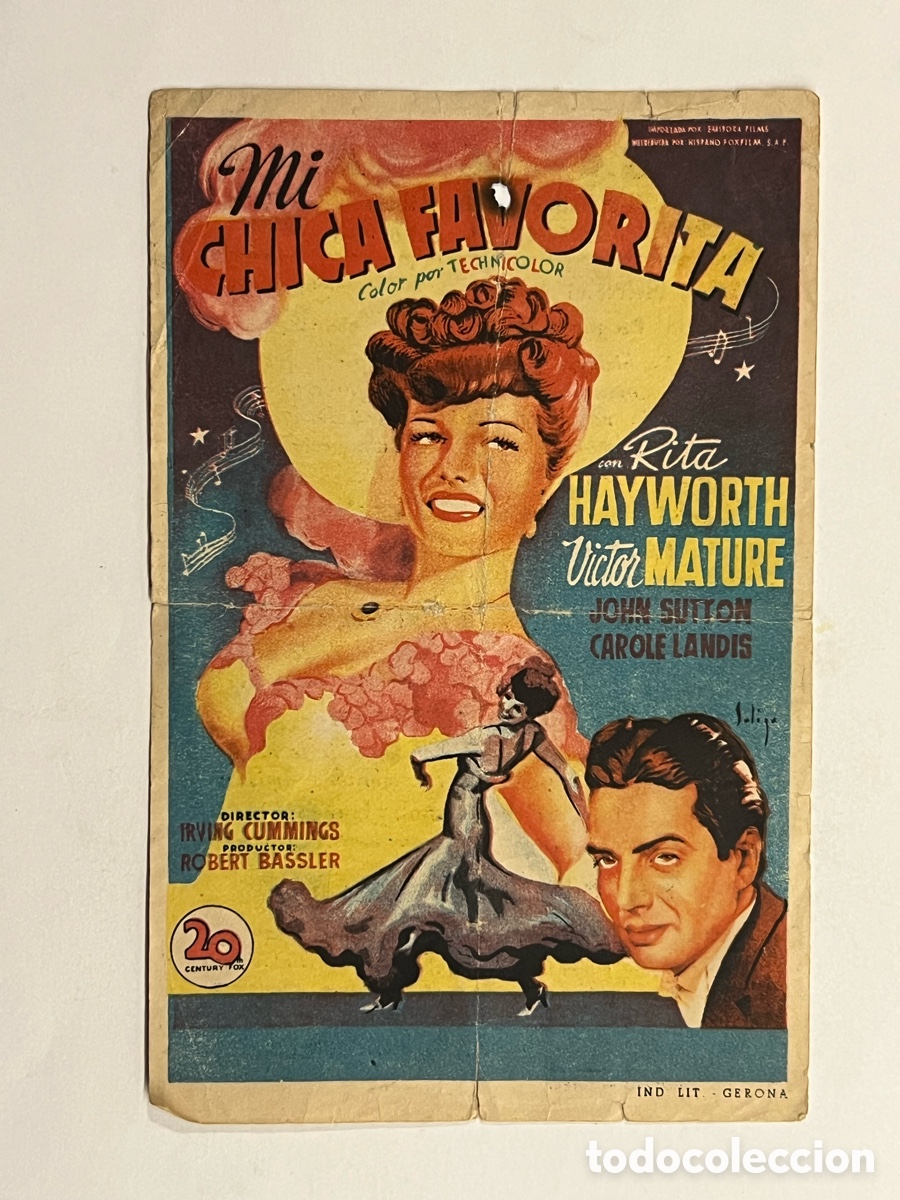 IMPORTADA POR EMISORA FILMS
DISTRIBUIDA POR HISPANO FOXFILM, S.A.F.
Mi
CHICA FAVORITA
Color por TECHNICOLOR
con Rita
HAYWORTH
Victor MATURE
JOHN SUTTON
CAROLE LANDIS
Soligó
DIRECTOR:
IRVING CUMMINGS
PRODUCTOR:
ROBERT BASSLER
20th
CENTURY FOX
IND. LIT. - GERONA
todocoleccion